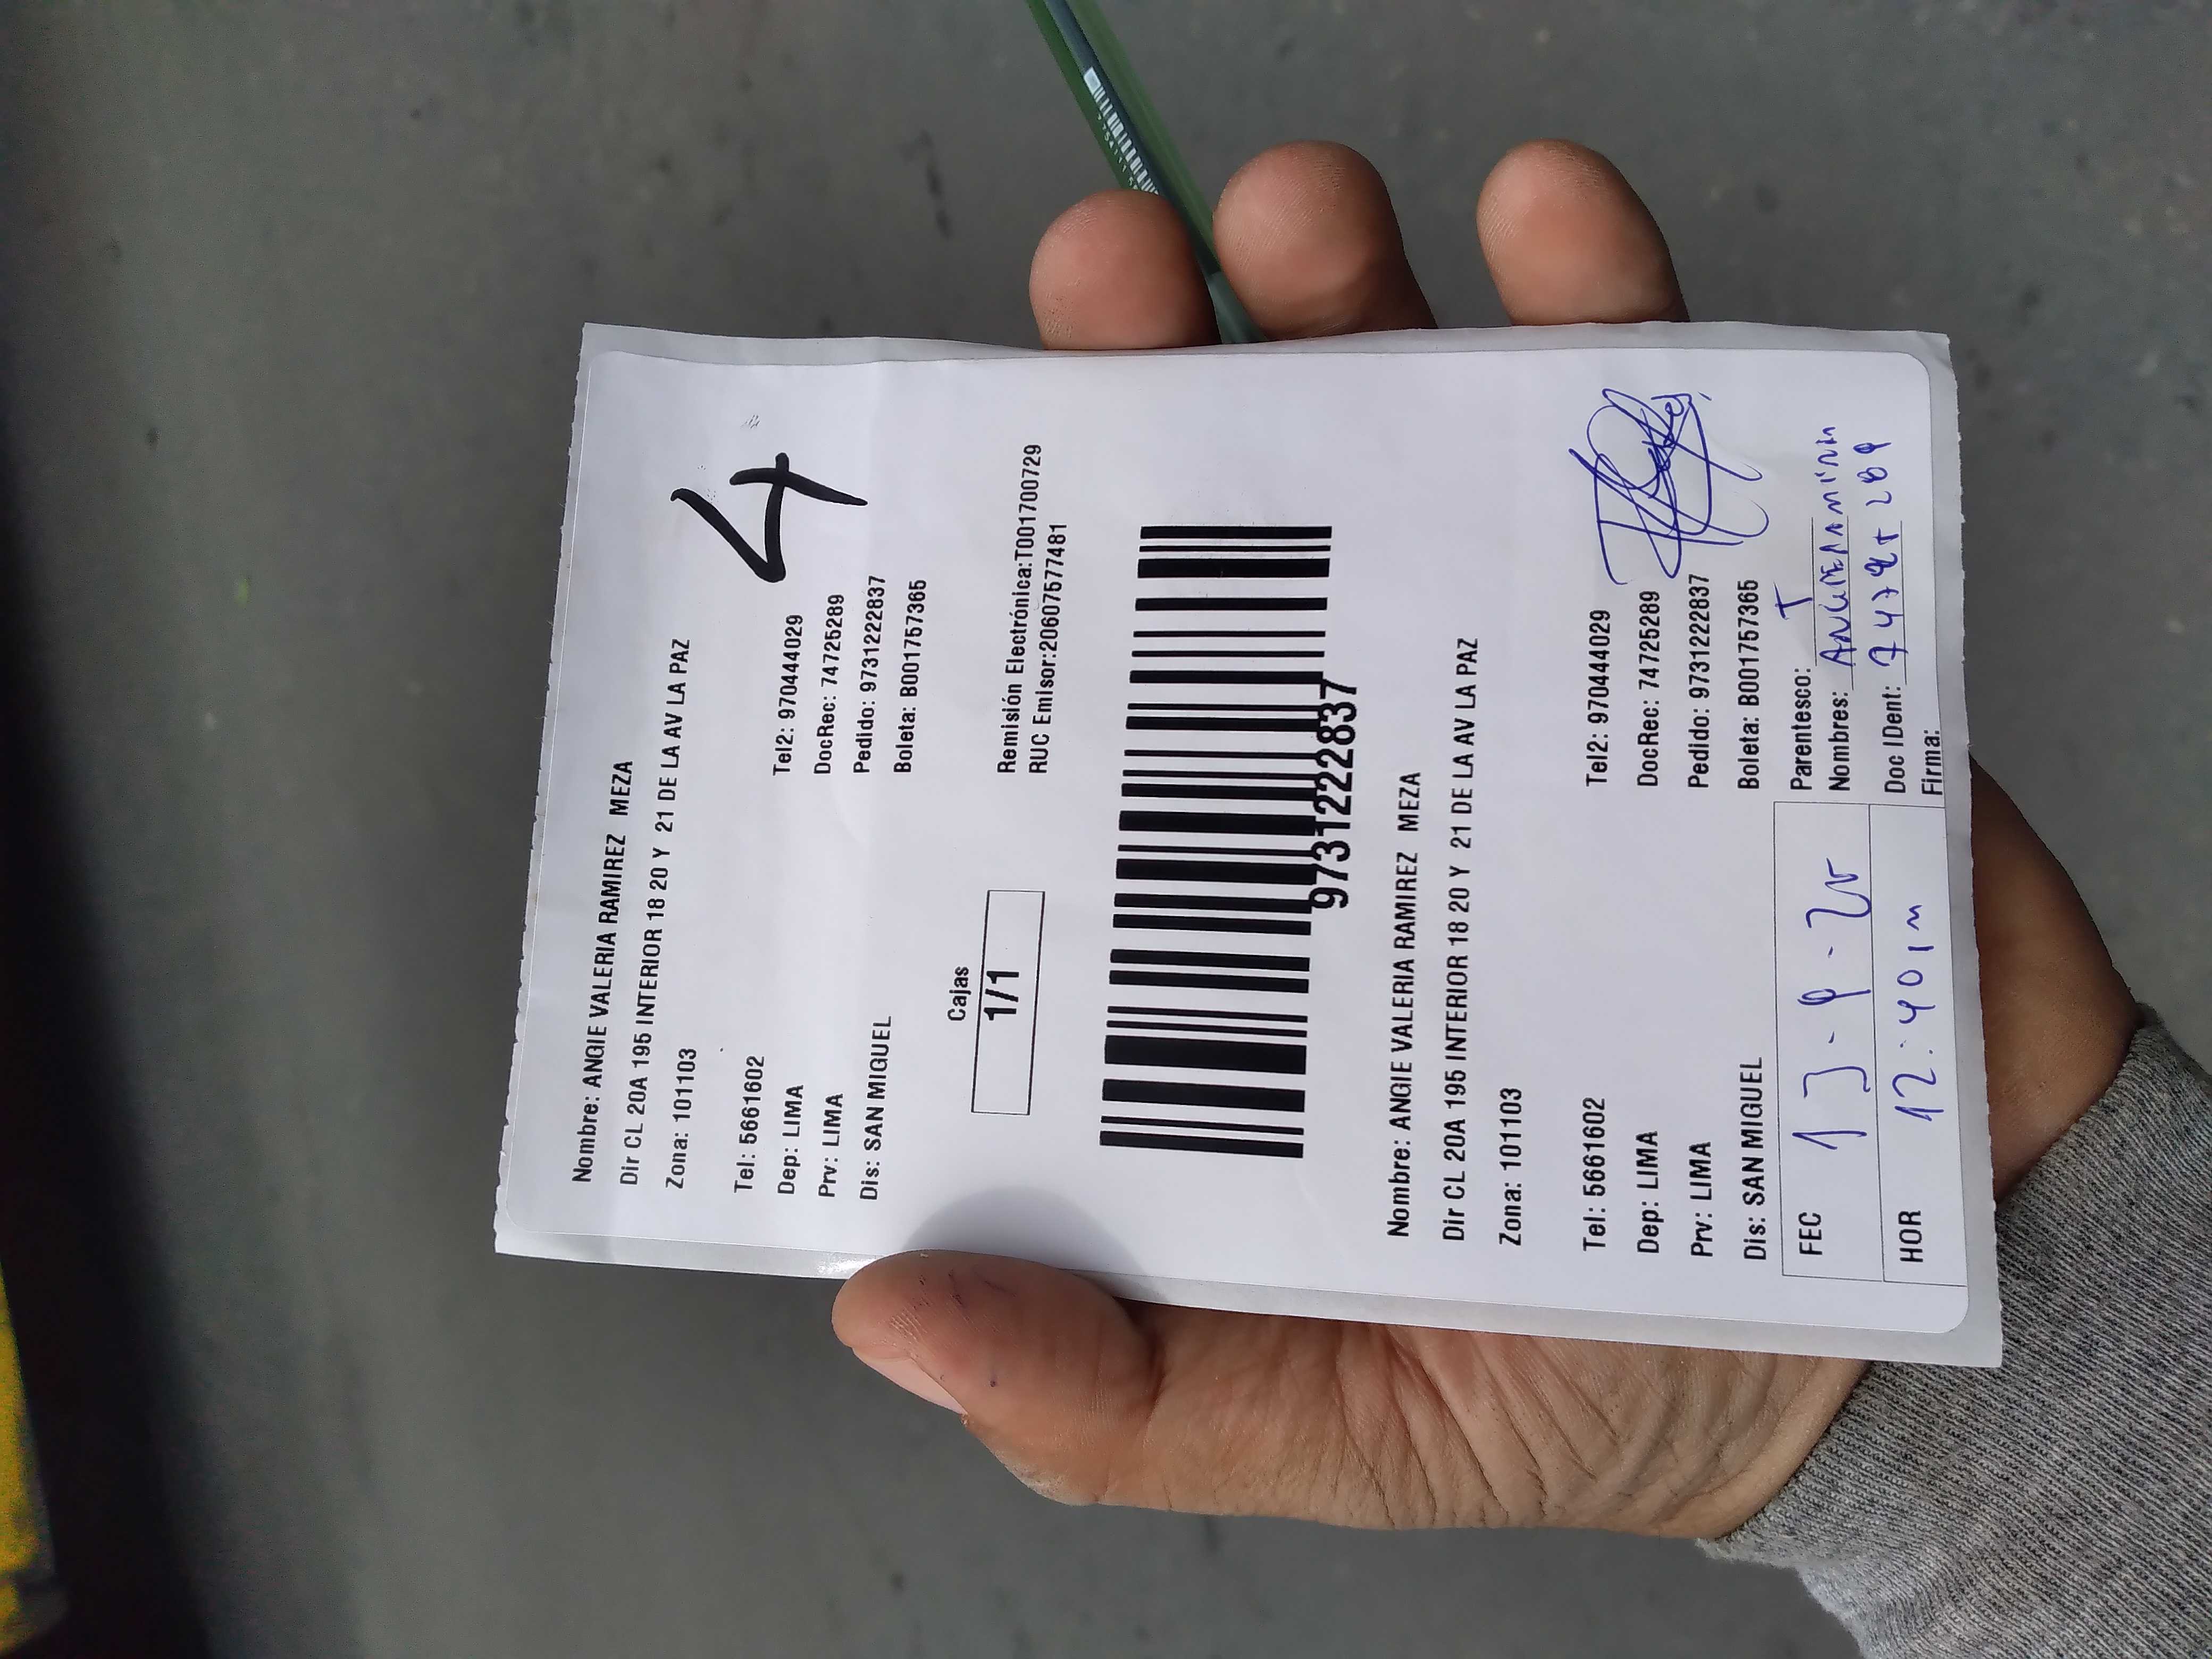 Nombre: ANGIE VALERIA RAMIREZ MEZA
Dir CL 20A 195 INTERIOR 18 20 Y 21 DE LA AV LA PAZ
Zona: 101103
4
Tel: 5661602 Tel2: 970444029
Dep: LIMA DocRec: 74725289
Prv: LIMA Pedido: 9731222837
Dis: SAN MIGUEL Boleta: B001757365
Cajas
1/1
Remisión Electrónica:T001700729
RUC Emisor:20607577481
9731222837
Nombre: ANGIE VALERIA RAMIREZ MEZA
Dir CL 20A 195 INTERIOR 18 20 Y 21 DE LA AV LA PAZ
Zona: 101103
Tel: 5661602 Tel2: 970444029
Dep: LIMA DocRec: 74725289
Prv: LIMA Pedido: 9731222837
Dis: SAN MIGUEL Boleta: B001757365
FEC Parentesco: T
Nombres:
HOR 12:40 Doc IDent:
Firma: